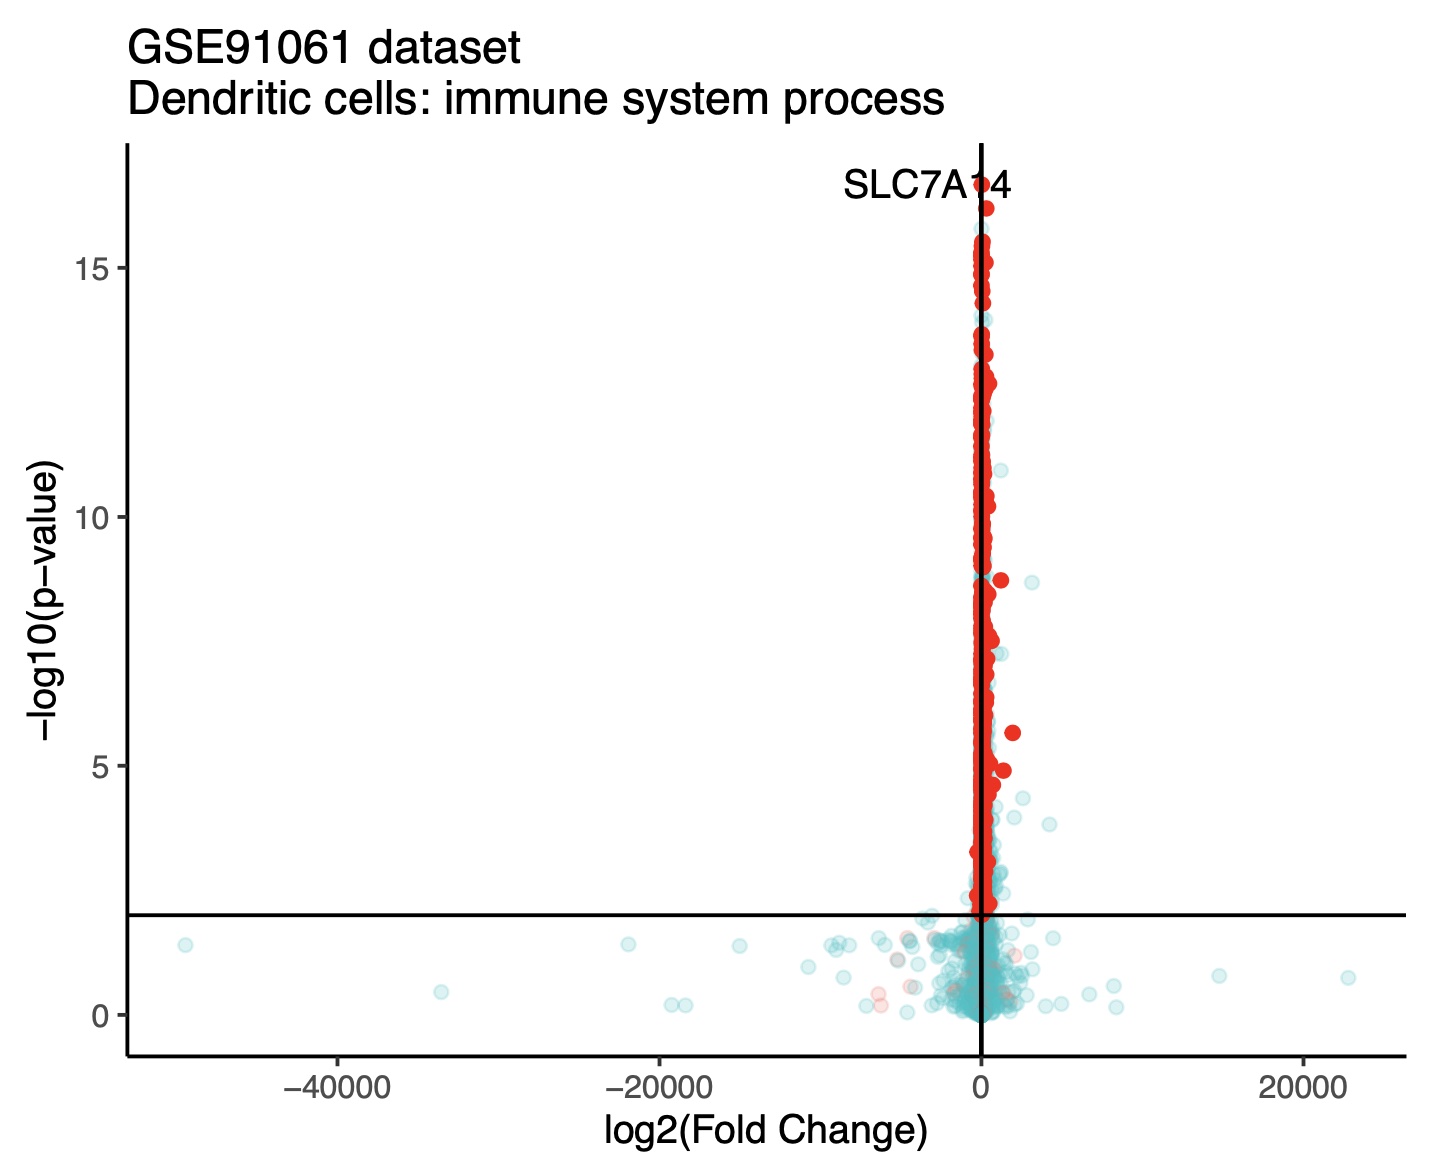 GSE91061 dataset
Dendritic cells: immune system process
SLC7A14
15
10
5
0
−log10(p−value)
−40000
−20000
0
20000
log2(Fold Change)